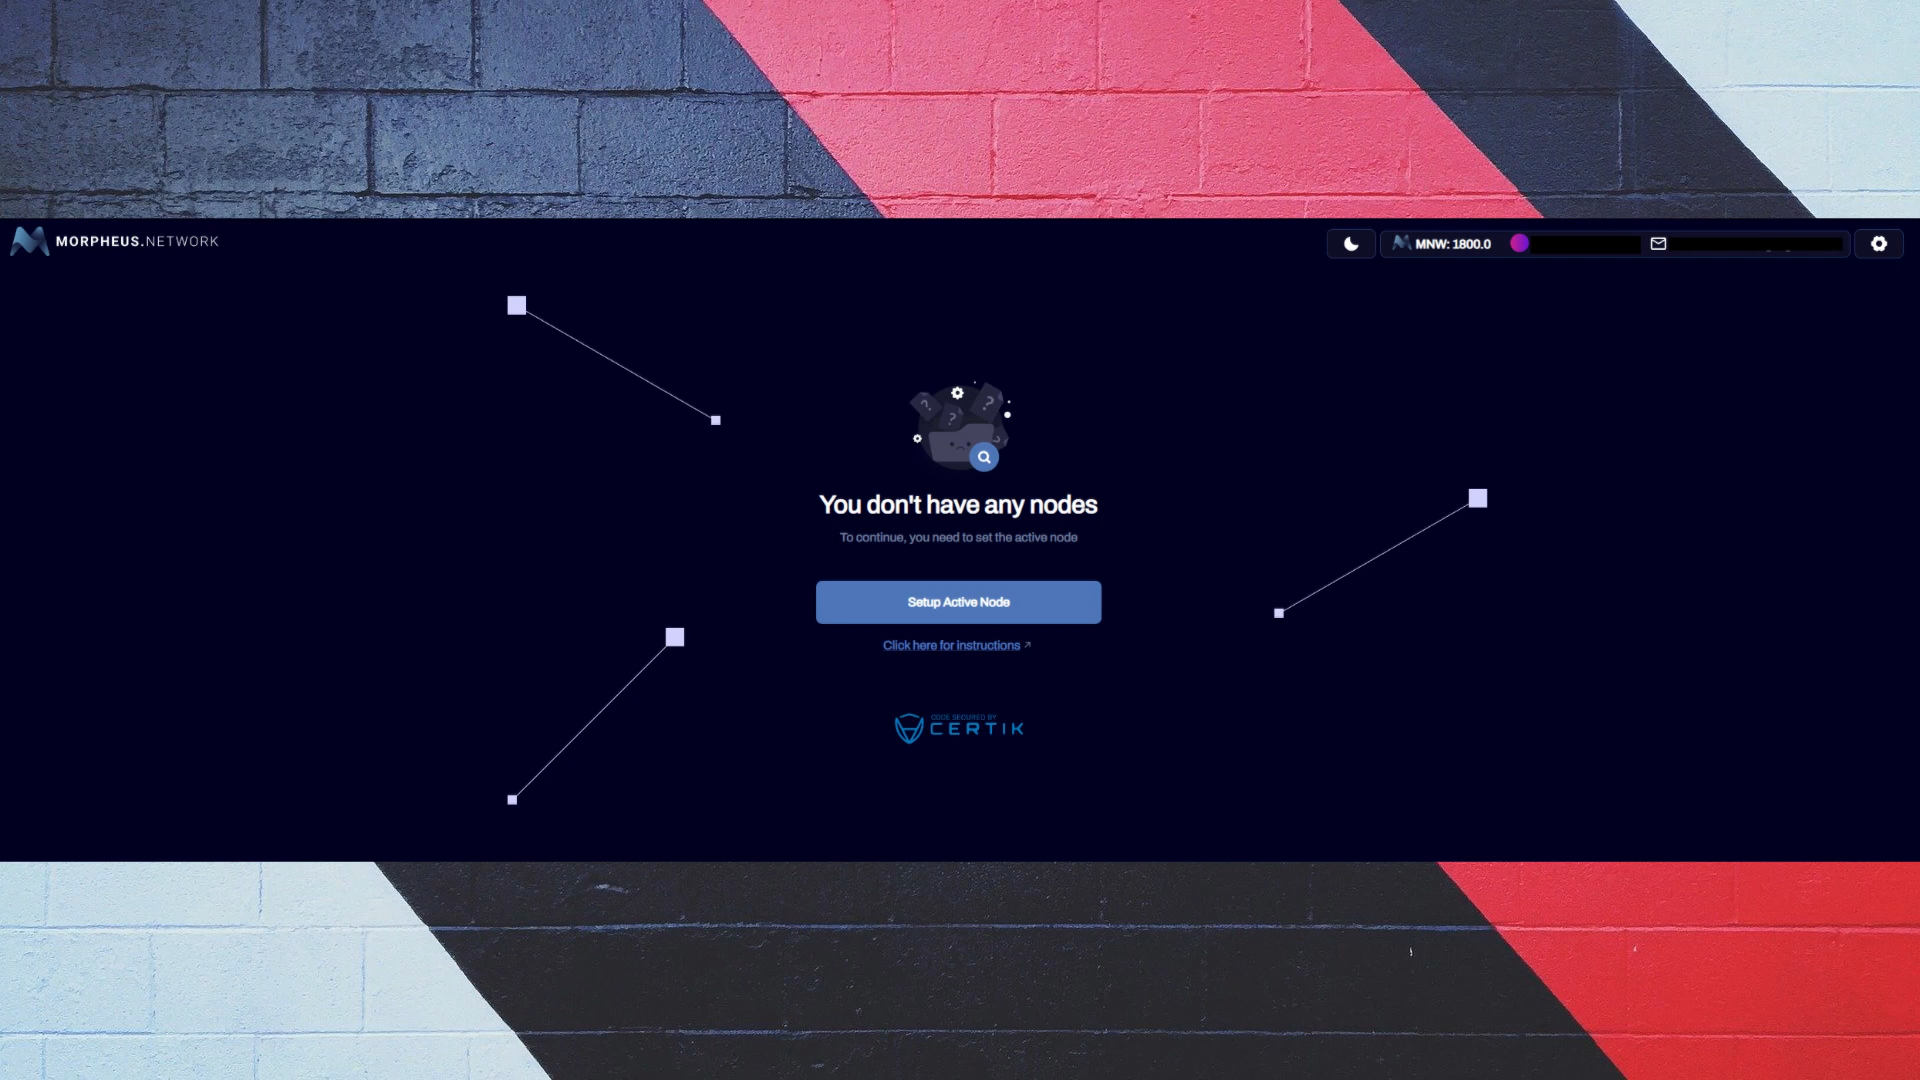 MORPHEUS.NETWORK
MNW: 1800.0
You don't have any nodes
To continue, you need to set the active node
Setup Active Node
Click here for instructions
CODE SECURED BY
CERTIK